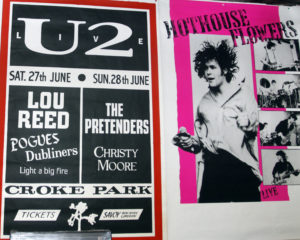 LIVE
U2
SAT. 27th JUNE • SUN. 28th JUNE
LOU
REED
POGUES
Dubliners
Light a big fire
THE
PRETENDERS
CHRISTY
MOORE
CROKE PARK
TICKETS
SAVOY
HOTHOUSE
FLOWERS
LIVE